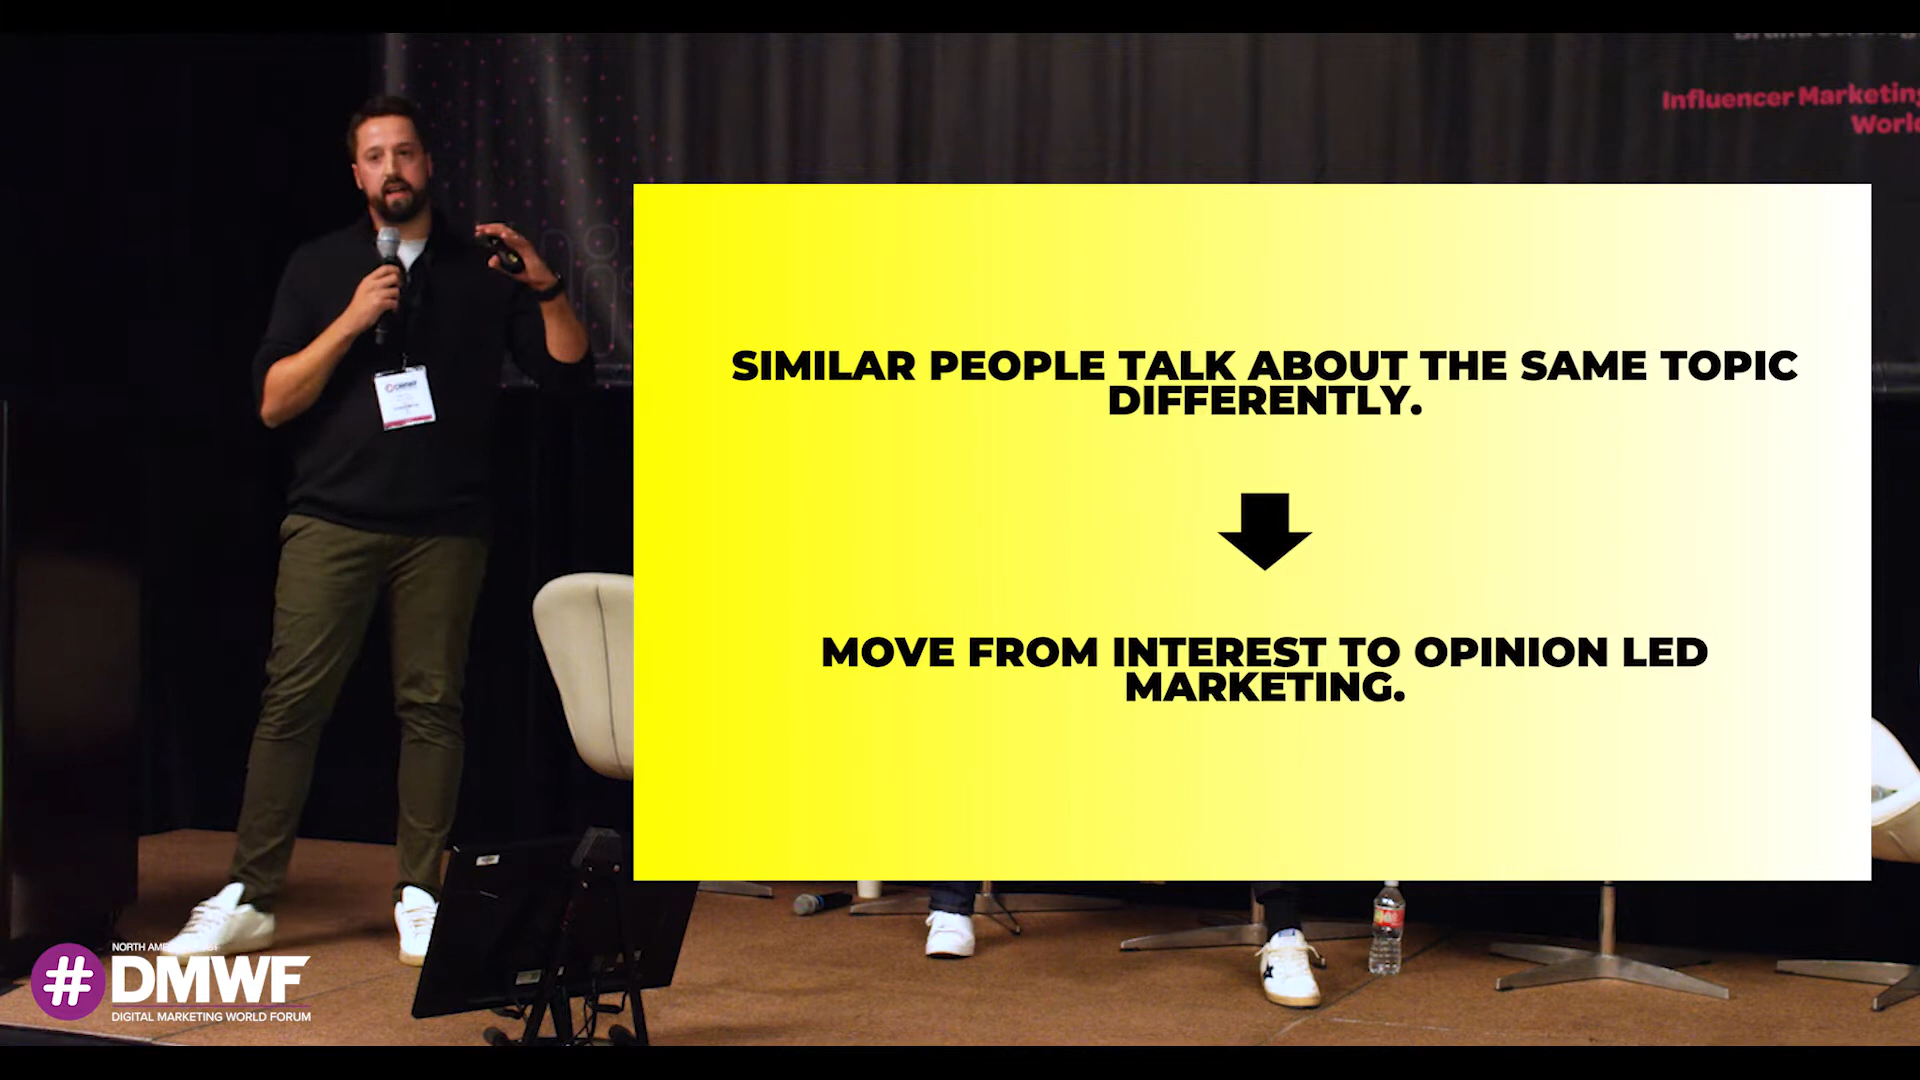 Influencer Marketing
World
SIMILAR PEOPLE TALK ABOUT THE SAME TOPIC
DIFFERENTLY.
MOVE FROM INTEREST TO OPINION LED
MARKETING.
#DMWF
DIGITAL MARKETING WORLD FORUM